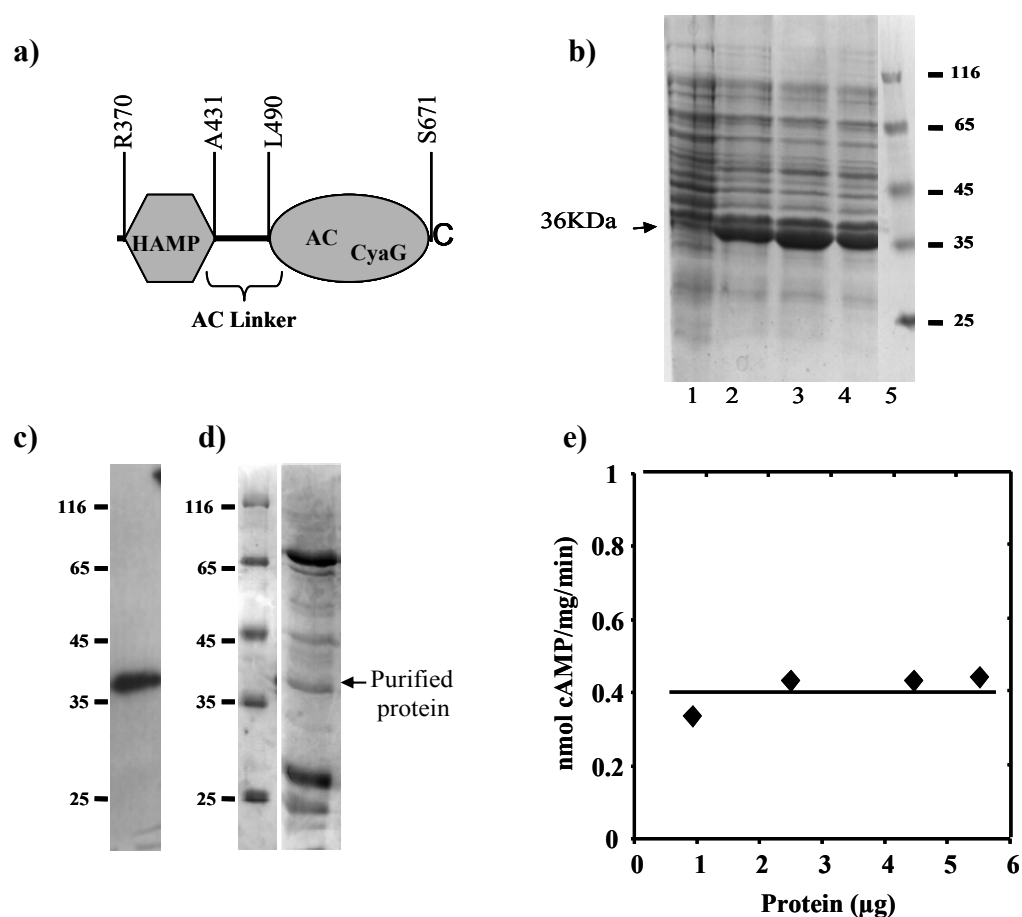 a)
R370
A431
L490
S671
HAMP
AC
CyaG
C
AC Linker
b)
116
65
45
36KDa
35
25
1 2 3 4 5
c)
116
65
45
35
25
d)
116
65
45
35
25
Purified
protein
e)
nmol cAMP/mg/min
1
0.8
0.6
0.4
0.2
0
0 1 2 3 4 5 6
Protein (µg)